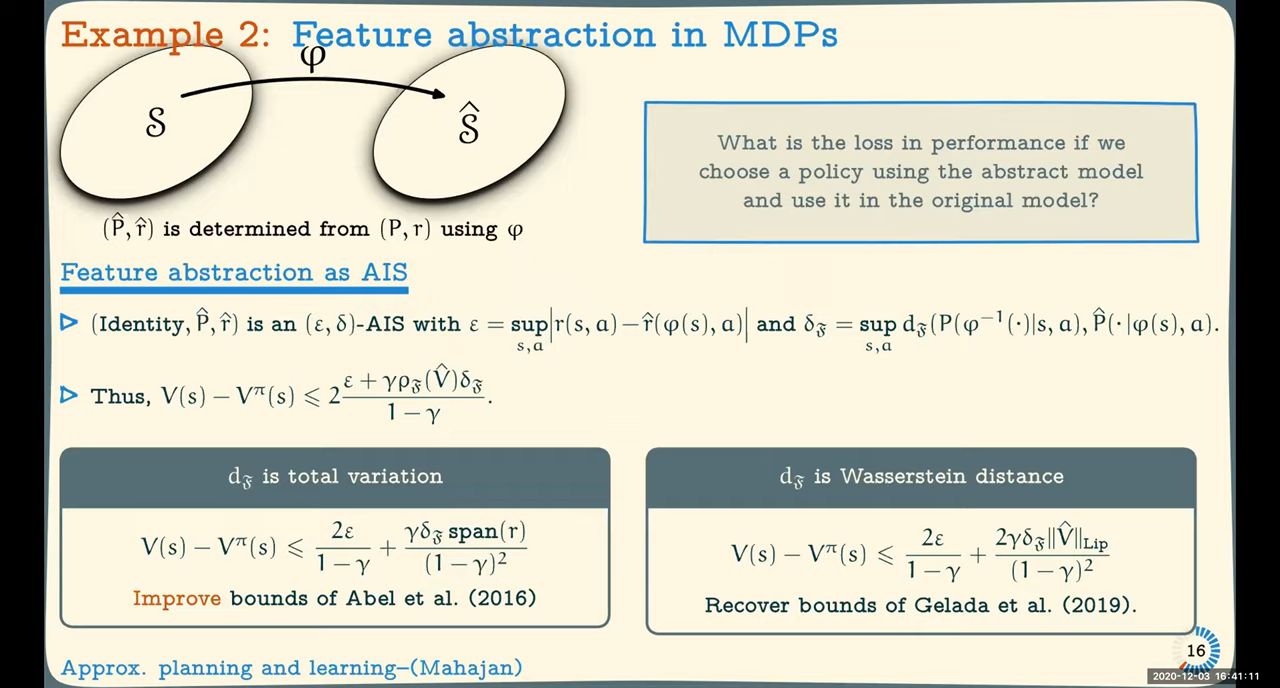 Example 2: Feature abstraction in MDPs
φ
S
Ŝ
(P̂, r̂) is determined from (P, r) using φ
What is the loss in performance if we
choose a policy using the abstract model
and use it in the original model?
Feature abstraction as AIS
▷ (Identity, P̂, r̂) is an (ε, δ)-AIS with ε = sup_{s,a} |r(s, a) − r̂(φ(s), a)| and δ_𝔉 = sup_{s,a} d_𝔉(P(φ⁻¹(·)|s, a), P̂(·|φ(s), a).
▷ Thus, V(s) − V^π(s) ⩽ 2 (ε + γρ_𝔉(V̂)δ_𝔉)/(1 − γ).
d_𝔉 is total variation
V(s) − V^π(s) ⩽ 2ε/(1 − γ) + γδ_𝔉 span(r)/(1 − γ)²
Improve bounds of Abel et al. (2016)
d_𝔉 is Wasserstein distance
V(s) − V^π(s) ⩽ 2ε/(1 − γ) + 2γδ_𝔉‖V̂‖_Lip/(1 − γ)²
Recover bounds of Gelada et al. (2019).
Approx. planning and learning–(Mahajan)
16
2020-12-03 16:41:11